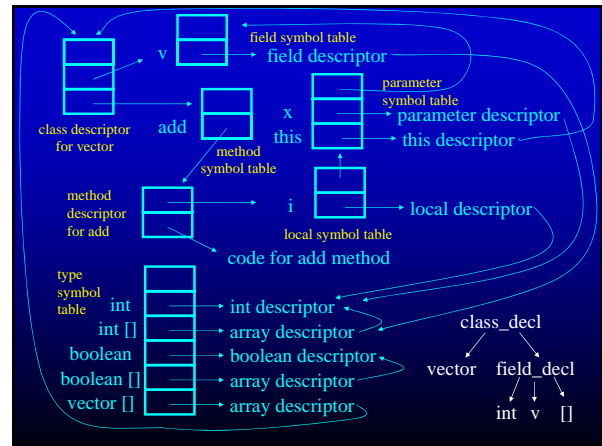 field symbol table
v
field descriptor
parameter
symbol table
class descriptor
for vector
add
x
parameter descriptor
this
this descriptor
method
symbol table
method
descriptor
for add
i
local descriptor
local symbol table
code for add method
type
symbol
table
int
int descriptor
int []
array descriptor
boolean
boolean descriptor
boolean []
array descriptor
vector []
array descriptor
class_decl
vector
field_decl
int v []